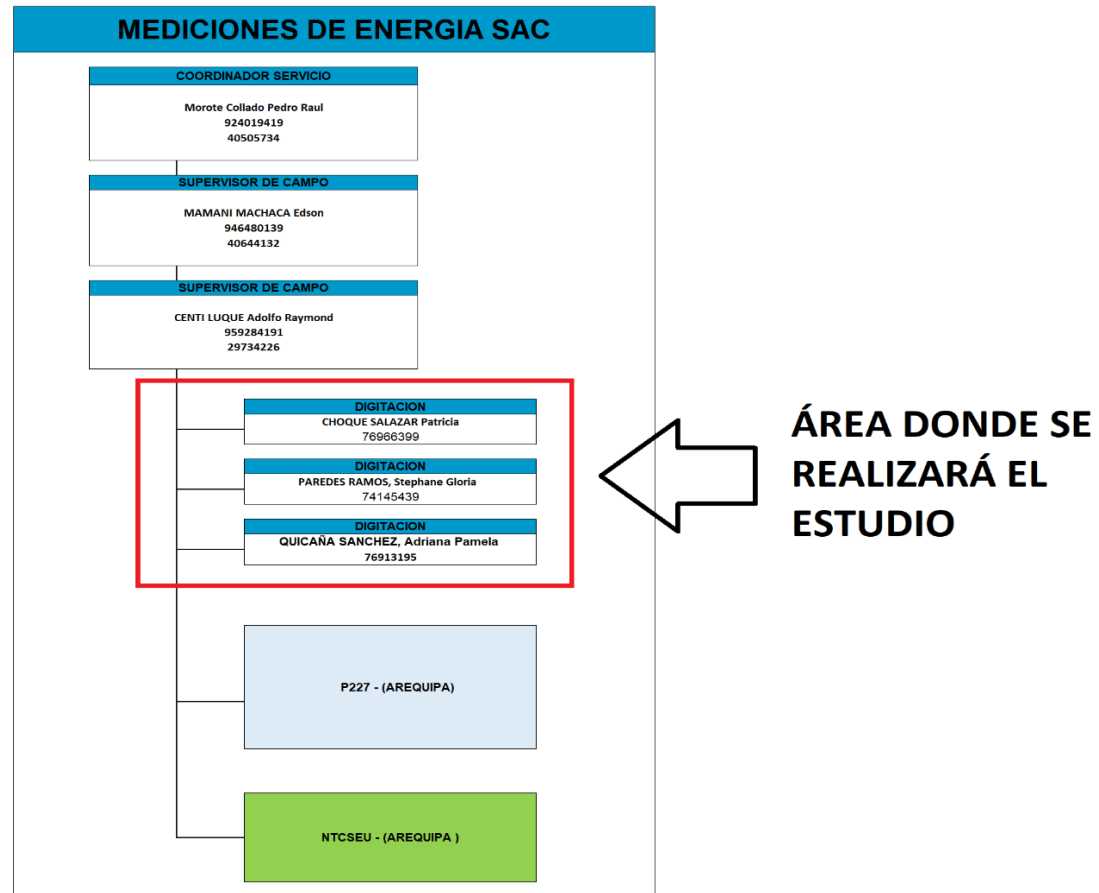 MEDICIONES DE ENERGIA SAC
COORDINADOR SERVICIO
Morote Collado Pedro Raul
924019419
40505734
SUPERVISOR DE CAMPO
MAMANI MACHACA Edson
946480139
40644132
SUPERVISOR DE CAMPO
CENTI LUQUE Adolfo Raymond
959284191
29734226
DIGITACION
CHOQUE SALAZAR Patricia
76966399
DIGITACION
PAREDES RAMOS, Stephane Gloria
74145439
DIGITACION
QUICAÑA SANCHEZ, Adriana Pamela
76913195
ÁREA DONDE SE
REALIZARÁ EL
ESTUDIO
P227 - (AREQUIPA)
NTCSEU - (AREQUIPA )